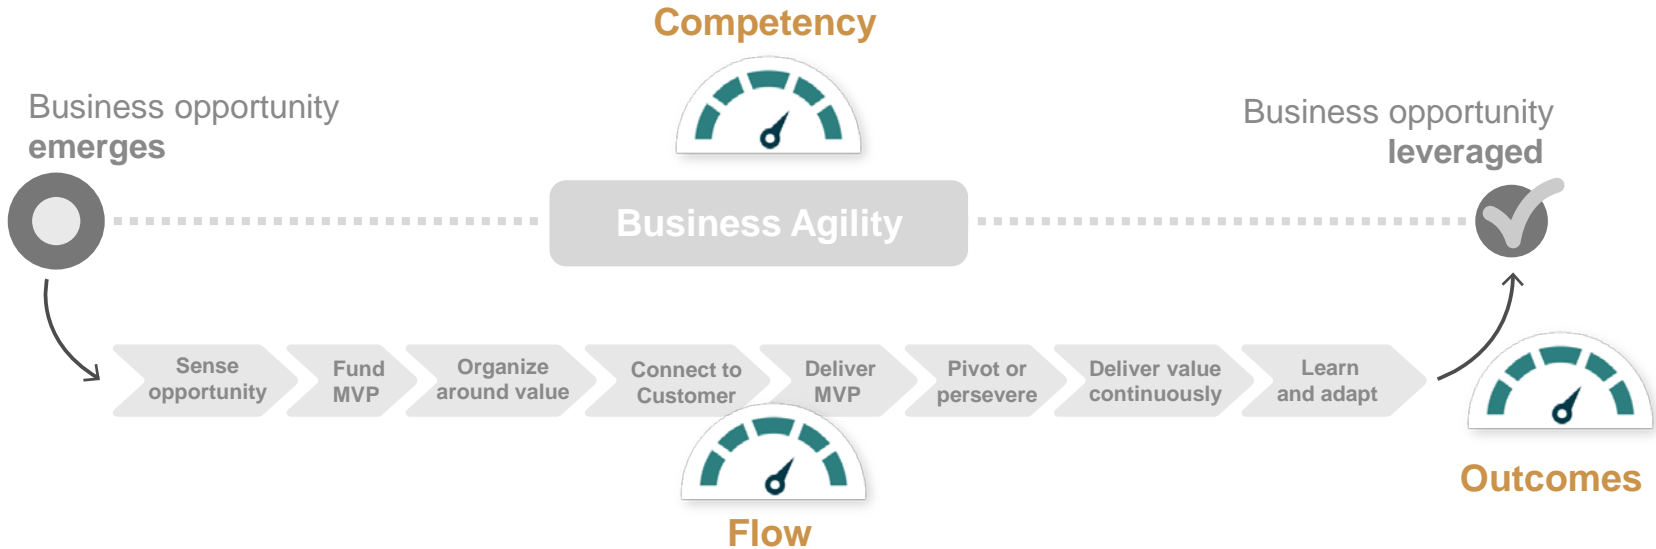 Competency
Business opportunity
emerges
Business opportunity
leveraged
Business Agility
Sense
opportunity
Fund
MVP
Organize
around value
Connect to
Customer
Deliver
MVP
Pivot or
persevere
Deliver value
continuously
Learn
and adapt
Outcomes
Flow